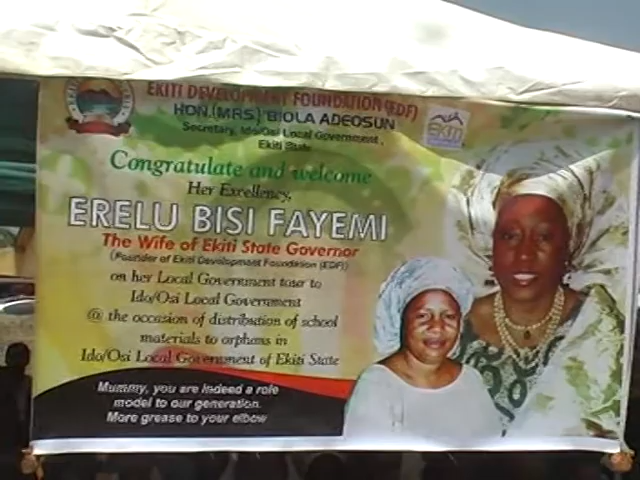 EKITI DEVELOPMENT FOUNDATION (EDF)
HON. (MRS) 'BIOLA ADEOSUN
Secretary, Ido/Osi Local Government,
Ekiti State
EKITI
Congratulate and welcome
Her Excellency,
ERELU BISI FAYEMI
The Wife of Ekiti State Governor
(Founder of Ekiti Development Foundation (EDF))
on her Local Government tour to
Ido/Osi Local Government
@ the occasion of distribution of school
materials to orphans in
Ido/Osi Local Government of Ekiti State
Mummy, you are indeed a role
model to our generation.
More grease to your elbow